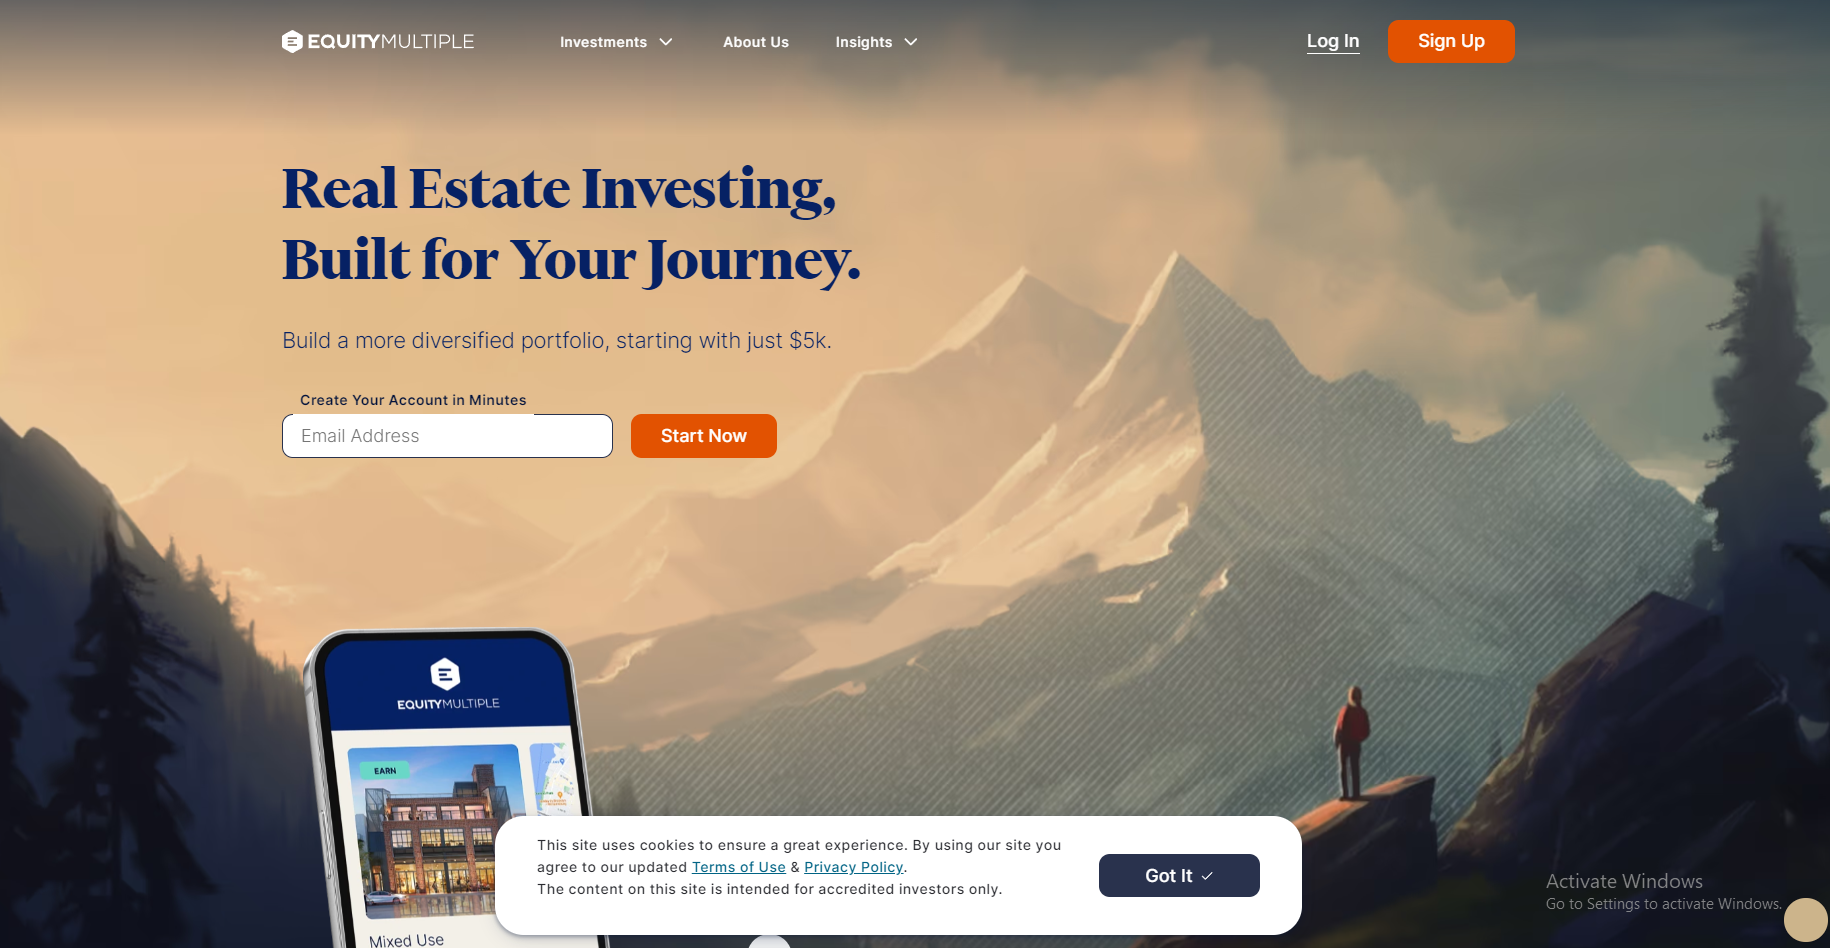 EQUITYMULTIPLE
Investments
About Us
Insights
Log In
Sign Up
Real Estate Investing,
Built for Your Journey.
Build a more diversified portfolio, starting with just $5k.
Create Your Account in Minutes
Email Address
Start Now
EQUITYMULTIPLE
EARN
Mixed Use
This site uses cookies to ensure a great experience. By using our site you
agree to our updated Terms of Use & Privacy Policy.
The content on this site is intended for accredited investors only.
Got It
Activate Windows
Go to Settings to activate Windows.